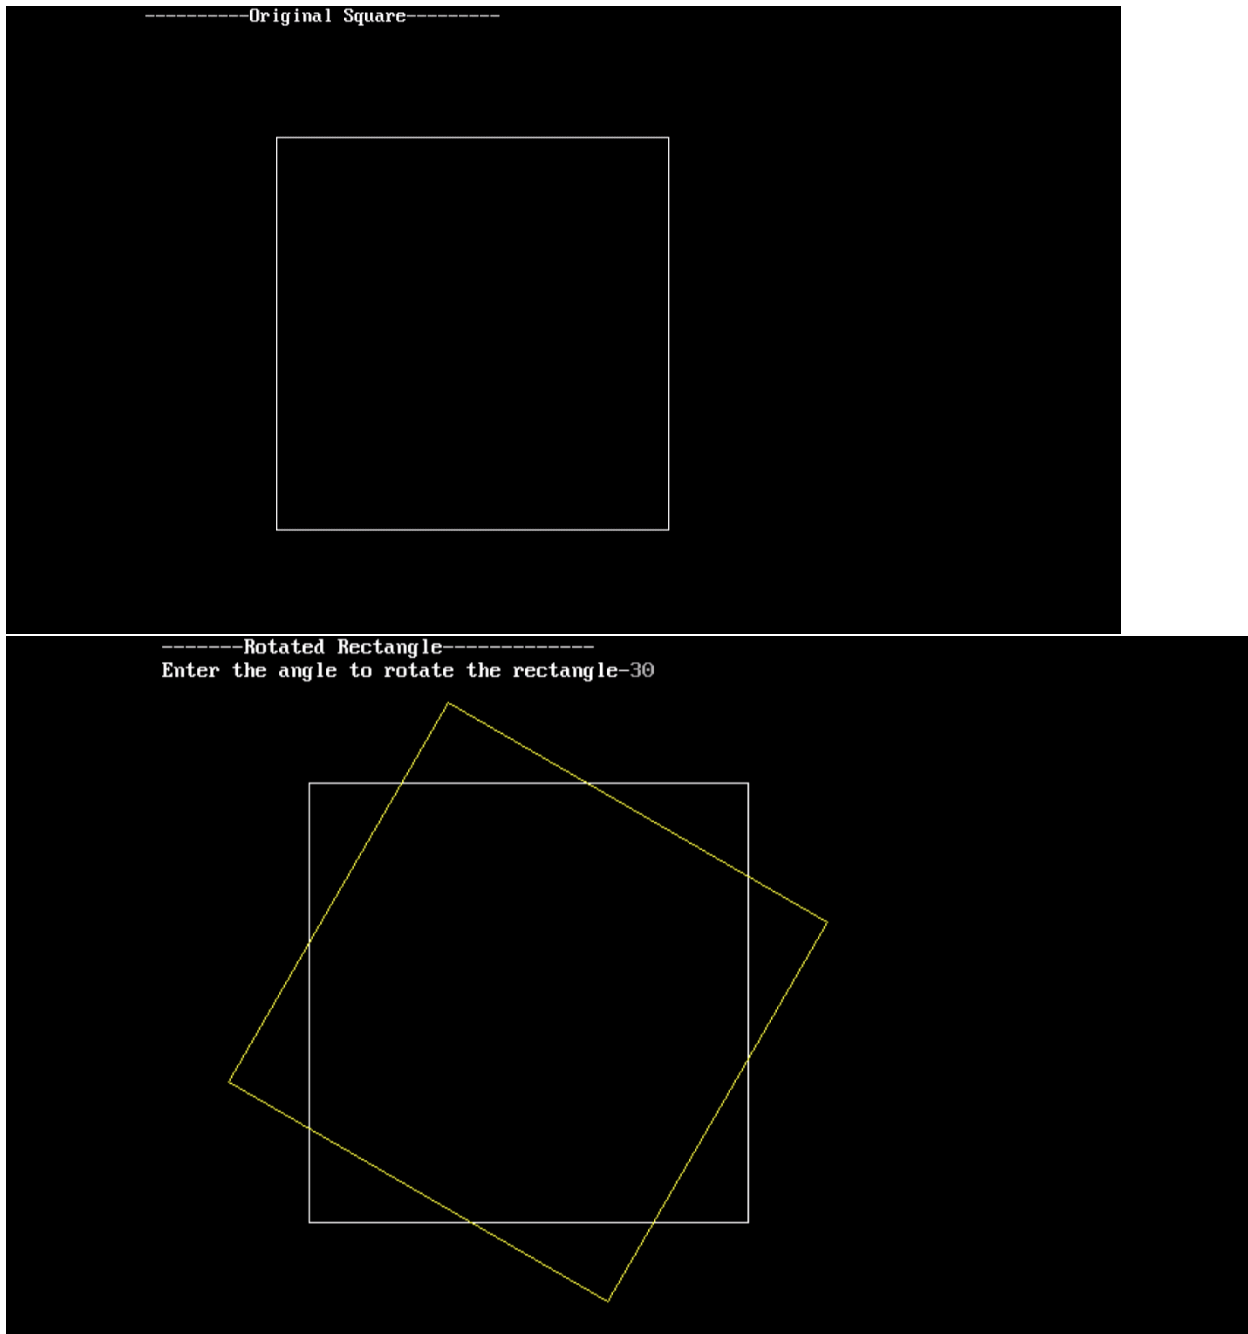 ----------Original Square---------
-------Rotated Rectangle-------------
Enter the angle to rotate the rectangle-30